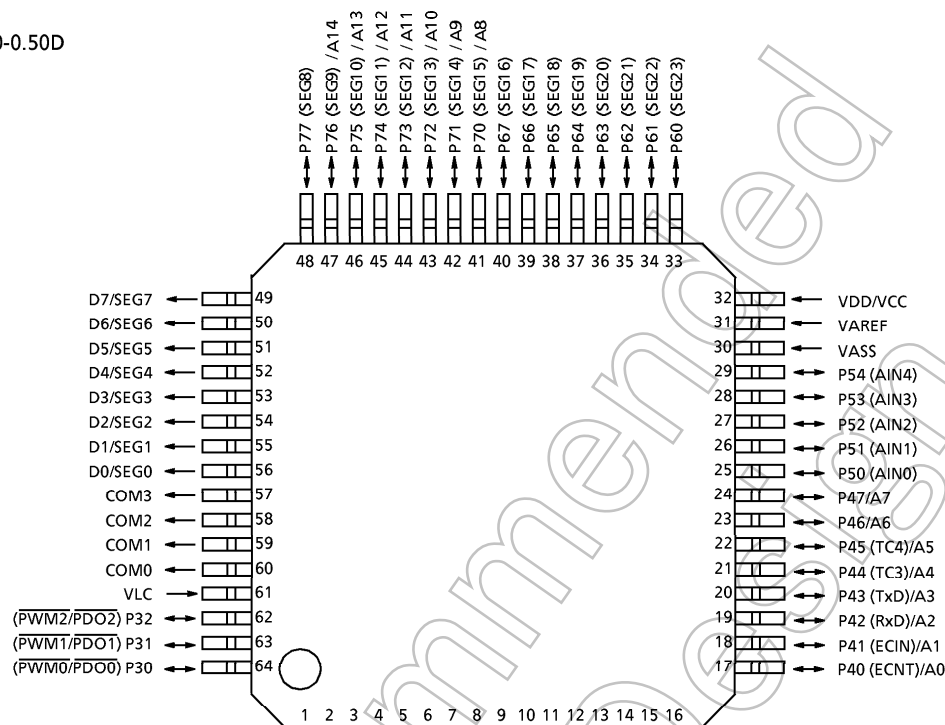 0-0.50D
P77 (SEG8)
P76 (SEG9) / A14
P75 (SEG10) / A13
P74 (SEG11) / A12
P73 (SEG12) / A11
P72 (SEG13) / A10
P71 (SEG14) / A9
P70 (SEG15) / A8
P67 (SEG16)
P66 (SEG17)
P65 (SEG18)
P64 (SEG19)
P63 (SEG20)
P62 (SEG21)
P61 (SEG22)
P60 (SEG23)
48 47 46 45 44 43 42 41 40 39 38 37 36 35 34 33
D7/SEG7 49
D6/SEG6 50
D5/SEG5 51
D4/SEG4 52
D3/SEG3 53
D2/SEG2 54
D1/SEG1 55
D0/SEG0 56
COM3 57
COM2 58
COM1 59
COM0 60
VLC 61
(PWM2/PDO2) P32 62
(PWM1/PDO1) P31 63
(PWM0/PDO0) P30 64
32 VDD/VCC
31 VAREF
30 VASS
29 P54 (AIN4)
28 P53 (AIN3)
27 P52 (AIN2)
26 P51 (AIN1)
25 P50 (AIN0)
24 P47/A7
23 P46/A6
22 P45 (TC4)/A5
21 P44 (TC3)/A4
20 P43 (TxD)/A3
19 P42 (RxD)/A2
18 P41 (ECIN)/A1
17 P40 (ECNT)/A0
1 2 3 4 5 6 7 8 9 10 11 12 13 14 15 16
mmended
Design